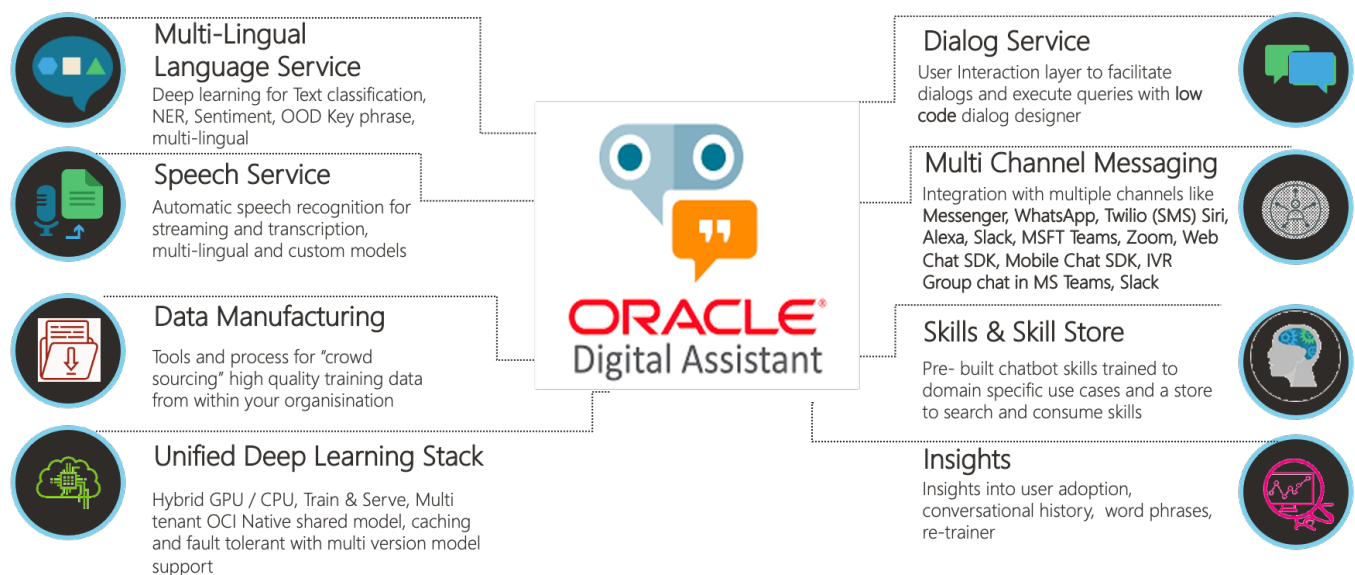 Multi-Lingual
Language Service
Deep learning for Text classification,
NER, Sentiment, OOD Key phrase,
multi-lingual
Speech Service
Automatic speech recognition for
streaming and transcription,
multi-lingual and custom models
Data Manufacturing
Tools and process for “crowd
sourcing” high quality training data
from within your organisination
Unified Deep Learning Stack
Hybrid GPU / CPU, Train & Serve, Multi
tenant OCI Native shared model, caching
and fault tolerant with multi version model
support
ORACLE®
Digital Assistant
Dialog Service
User Interaction layer to facilitate
dialogs and execute queries with low
code dialog designer
Multi Channel Messaging
Integration with multiple channels like
Messenger, WhatsApp, Twilio (SMS) Siri,
Alexa, Slack, MSFT Teams, Zoom, Web
Chat SDK, Mobile Chat SDK, IVR
Group chat in MS Teams, Slack
Skills & Skill Store
Pre- built chatbot skills trained to
domain specific use cases and a store
to search and consume skills
Insights
Insights into user adoption,
conversational history, word phrases,
re-trainer